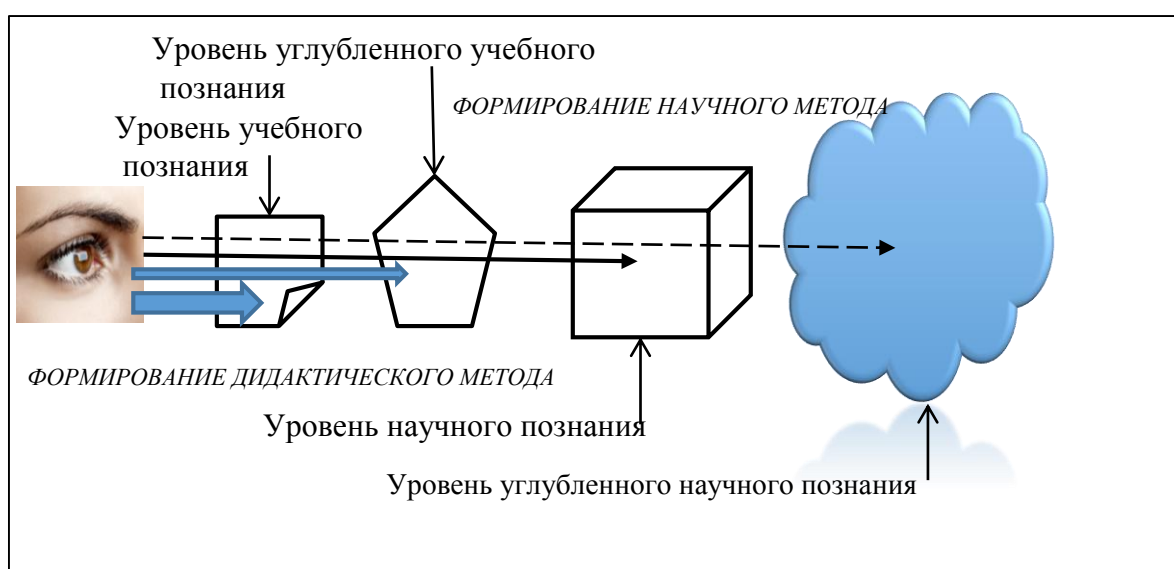 Уровень углубленного учебного
познания
ФОРМИРОВАНИЕ НАУЧНОГО МЕТОДА
Уровень учебного
познания
ФОРМИРОВАНИЕ ДИДАКТИЧЕСКОГО МЕТОДА
Уровень научного познания
Уровень углубленного научного познания